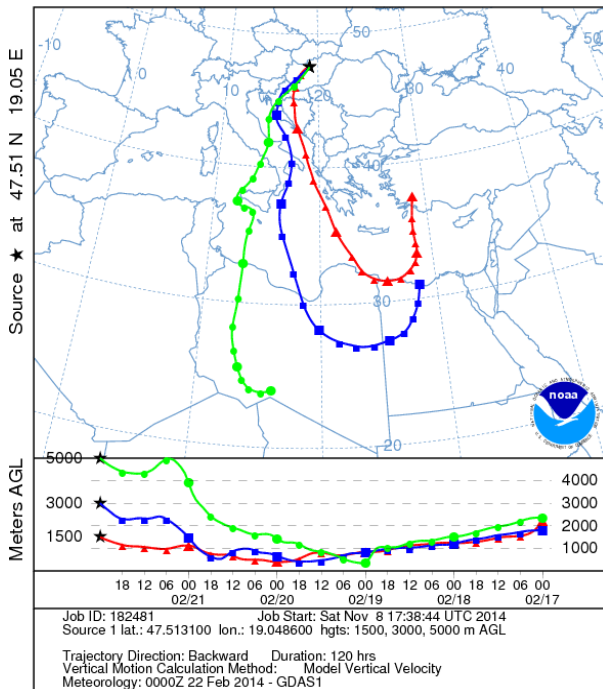 Source ★ at 47.51 N 19.05 E
-10
0
10
20
30
40
50
50
40
30
20
noaa
Meters AGL
5000
3000
1500
4000
3000
2000
1000
18 12 06 00 18 12 06 00 18 12 06 00 18 12 06 00 18 12 06 00
02/21 02/20 02/19 02/18 02/17
Job ID: 182481 Job Start: Sat Nov 8 17:38:44 UTC 2014
Source 1 lat.: 47.513100 lon.: 19.048600 hgts: 1500, 3000, 5000 m AGL
Trajectory Direction: Backward Duration: 120 hrs
Vertical Motion Calculation Method: Model Vertical Velocity
Meteorology: 0000Z 22 Feb 2014 - GDAS1